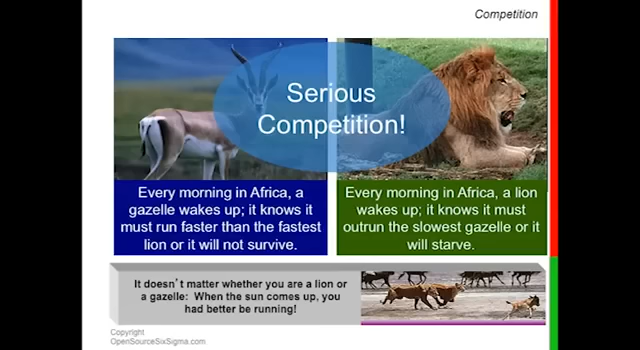 Competition
Serious
Competition!
Every morning in Africa, a
gazelle wakes up; it knows it
must run faster than the fastest
lion or it will not survive.
Every morning in Africa, a lion
wakes up; it knows it must
outrun the slowest gazelle or it
will starve.
It doesn't matter whether you are a lion or
a gazelle: When the sun comes up, you
had better be running!
Copyright
OpenSourceSixSigma.com